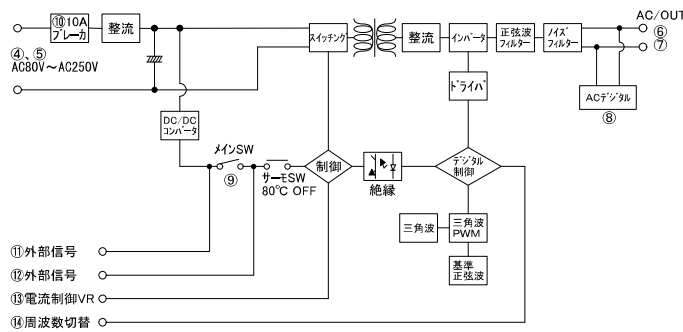 ⑩10A
ブレーカ
整流
④、⑤
AC80V～AC250V
スイッチング
整流
インバータ
正弦波
フィルター
ノイズ
フィルター
AC/OUT
⑥
⑦
ドライバ
ACデジタル
⑧
DC/DC
コンバータ
メインSW
⑨
サーモSW
80℃ OFF
制御
絶縁
デジタル
制御
三角波
三角波
PWM
基準
正弦波
⑪外部信号
⑫外部信号
⑬電流制御VR
⑭周波数切替